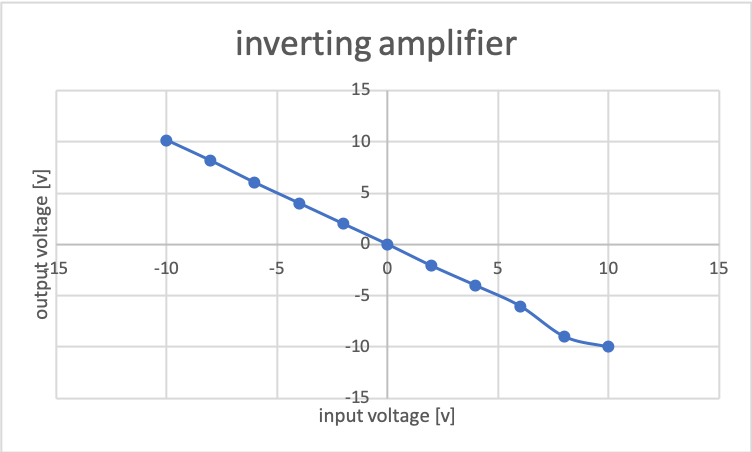 inverting amplifier
15
10
5
0
-15 -10 -5 0 5 10 15
-5
-10
-15
output voltage [v]
input voltage [v]